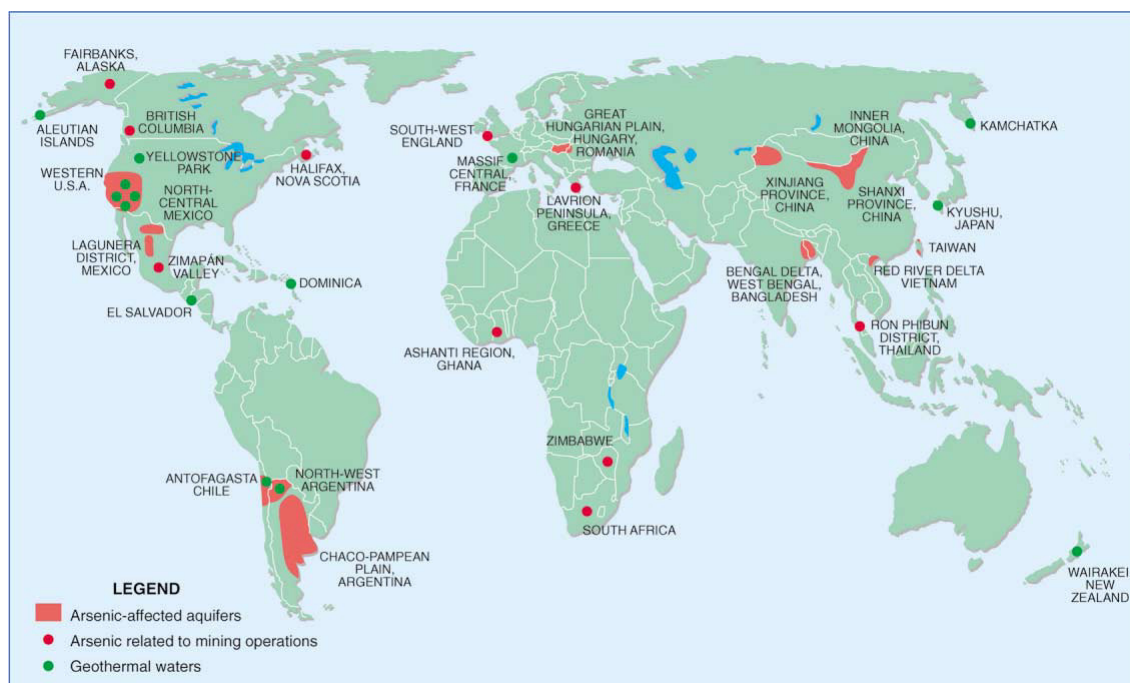 FAIRBANKS,
ALASKA
ALEUTIAN
ISLANDS
BRITISH
COLUMBIA
YELLOWSTONE
PARK
HALIFAX,
NOVA SCOTIA
WESTERN
U.S.A.
NORTH-
CENTRAL
MEXICO
LAGUNERA
DISTRICT,
MEXICO
ZIMAPÁN
VALLEY
DOMINICA
EL SALVADOR
SOUTH-WEST
ENGLAND
GREAT
HUNGARIAN PLAIN,
HUNGARY,
ROMANIA
MASSIF
CENTRAL,
FRANCE
LAVRION
PENINSULA,
GREECE
INNER
MONGOLIA,
CHINA
KAMCHATKA
XINJIANG
PROVINCE,
CHINA
SHANXI
PROVINCE,
CHINA
KYUSHU,
JAPAN
TAIWAN
BENGAL DELTA,
WEST BENGAL,
BANGLADESH
RED RIVER DELTA
VIETNAM
RON PHIBUN
DISTRICT,
THAILAND
ASHANTI REGION,
GHANA
ZIMBABWE
SOUTH AFRICA
ANTOFAGASTA
CHILE
NORTH-WEST
ARGENTINA
CHACO-PAMPEAN
PLAIN,
ARGENTINA
WAIRAKEI
NEW
ZEALAND
LEGEND
Arsenic-affected aquifers
Arsenic related to mining operations
Geothermal waters